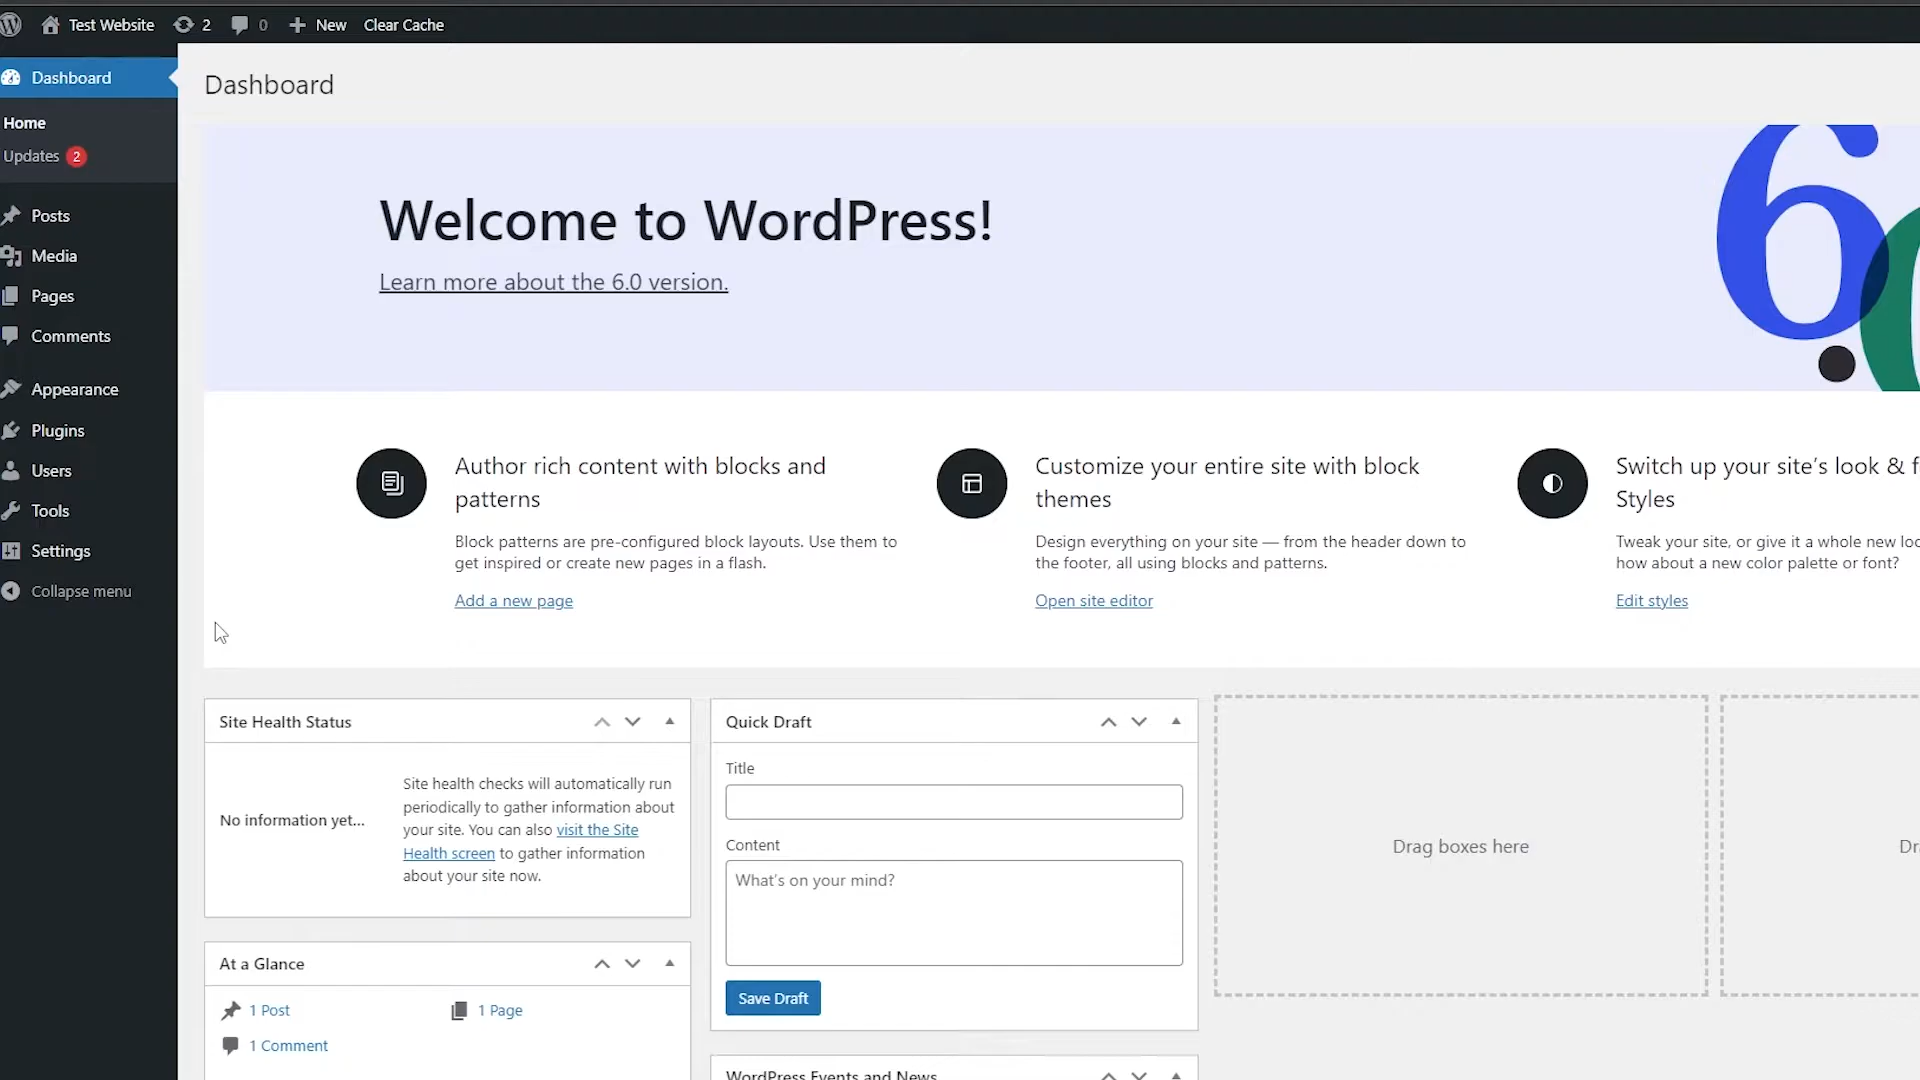 Test Website 2 0 New Clear Cache
Dashboard
Home
Updates 2
Posts
Media
Pages
Comments
Appearance
Plugins
Users
Tools
Settings
Collapse menu
Dashboard
Welcome to WordPress!
Learn more about the 6.0 version.
6
Author rich content with blocks and
patterns
Block patterns are pre-configured block layouts. Use them to
get inspired or create new pages in a flash.
Add a new page
Customize your entire site with block
themes
Design everything on your site — from the header down to
the footer, all using blocks and patterns.
Open site editor
Switch up your site's look &
Styles
Tweak your site, or give it a whole new
how about a new color palette or font?
Edit styles
Site Health Status
No information yet...
Site health checks will automatically run
periodically to gather information about
your site. You can also visit the Site
Health screen to gather information
about your site now.
At a Glance
1 Post
1 Page
1 Comment
Quick Draft
Title
Content
What's on your mind?
Save Draft
WordPress Events and News
Drag boxes here